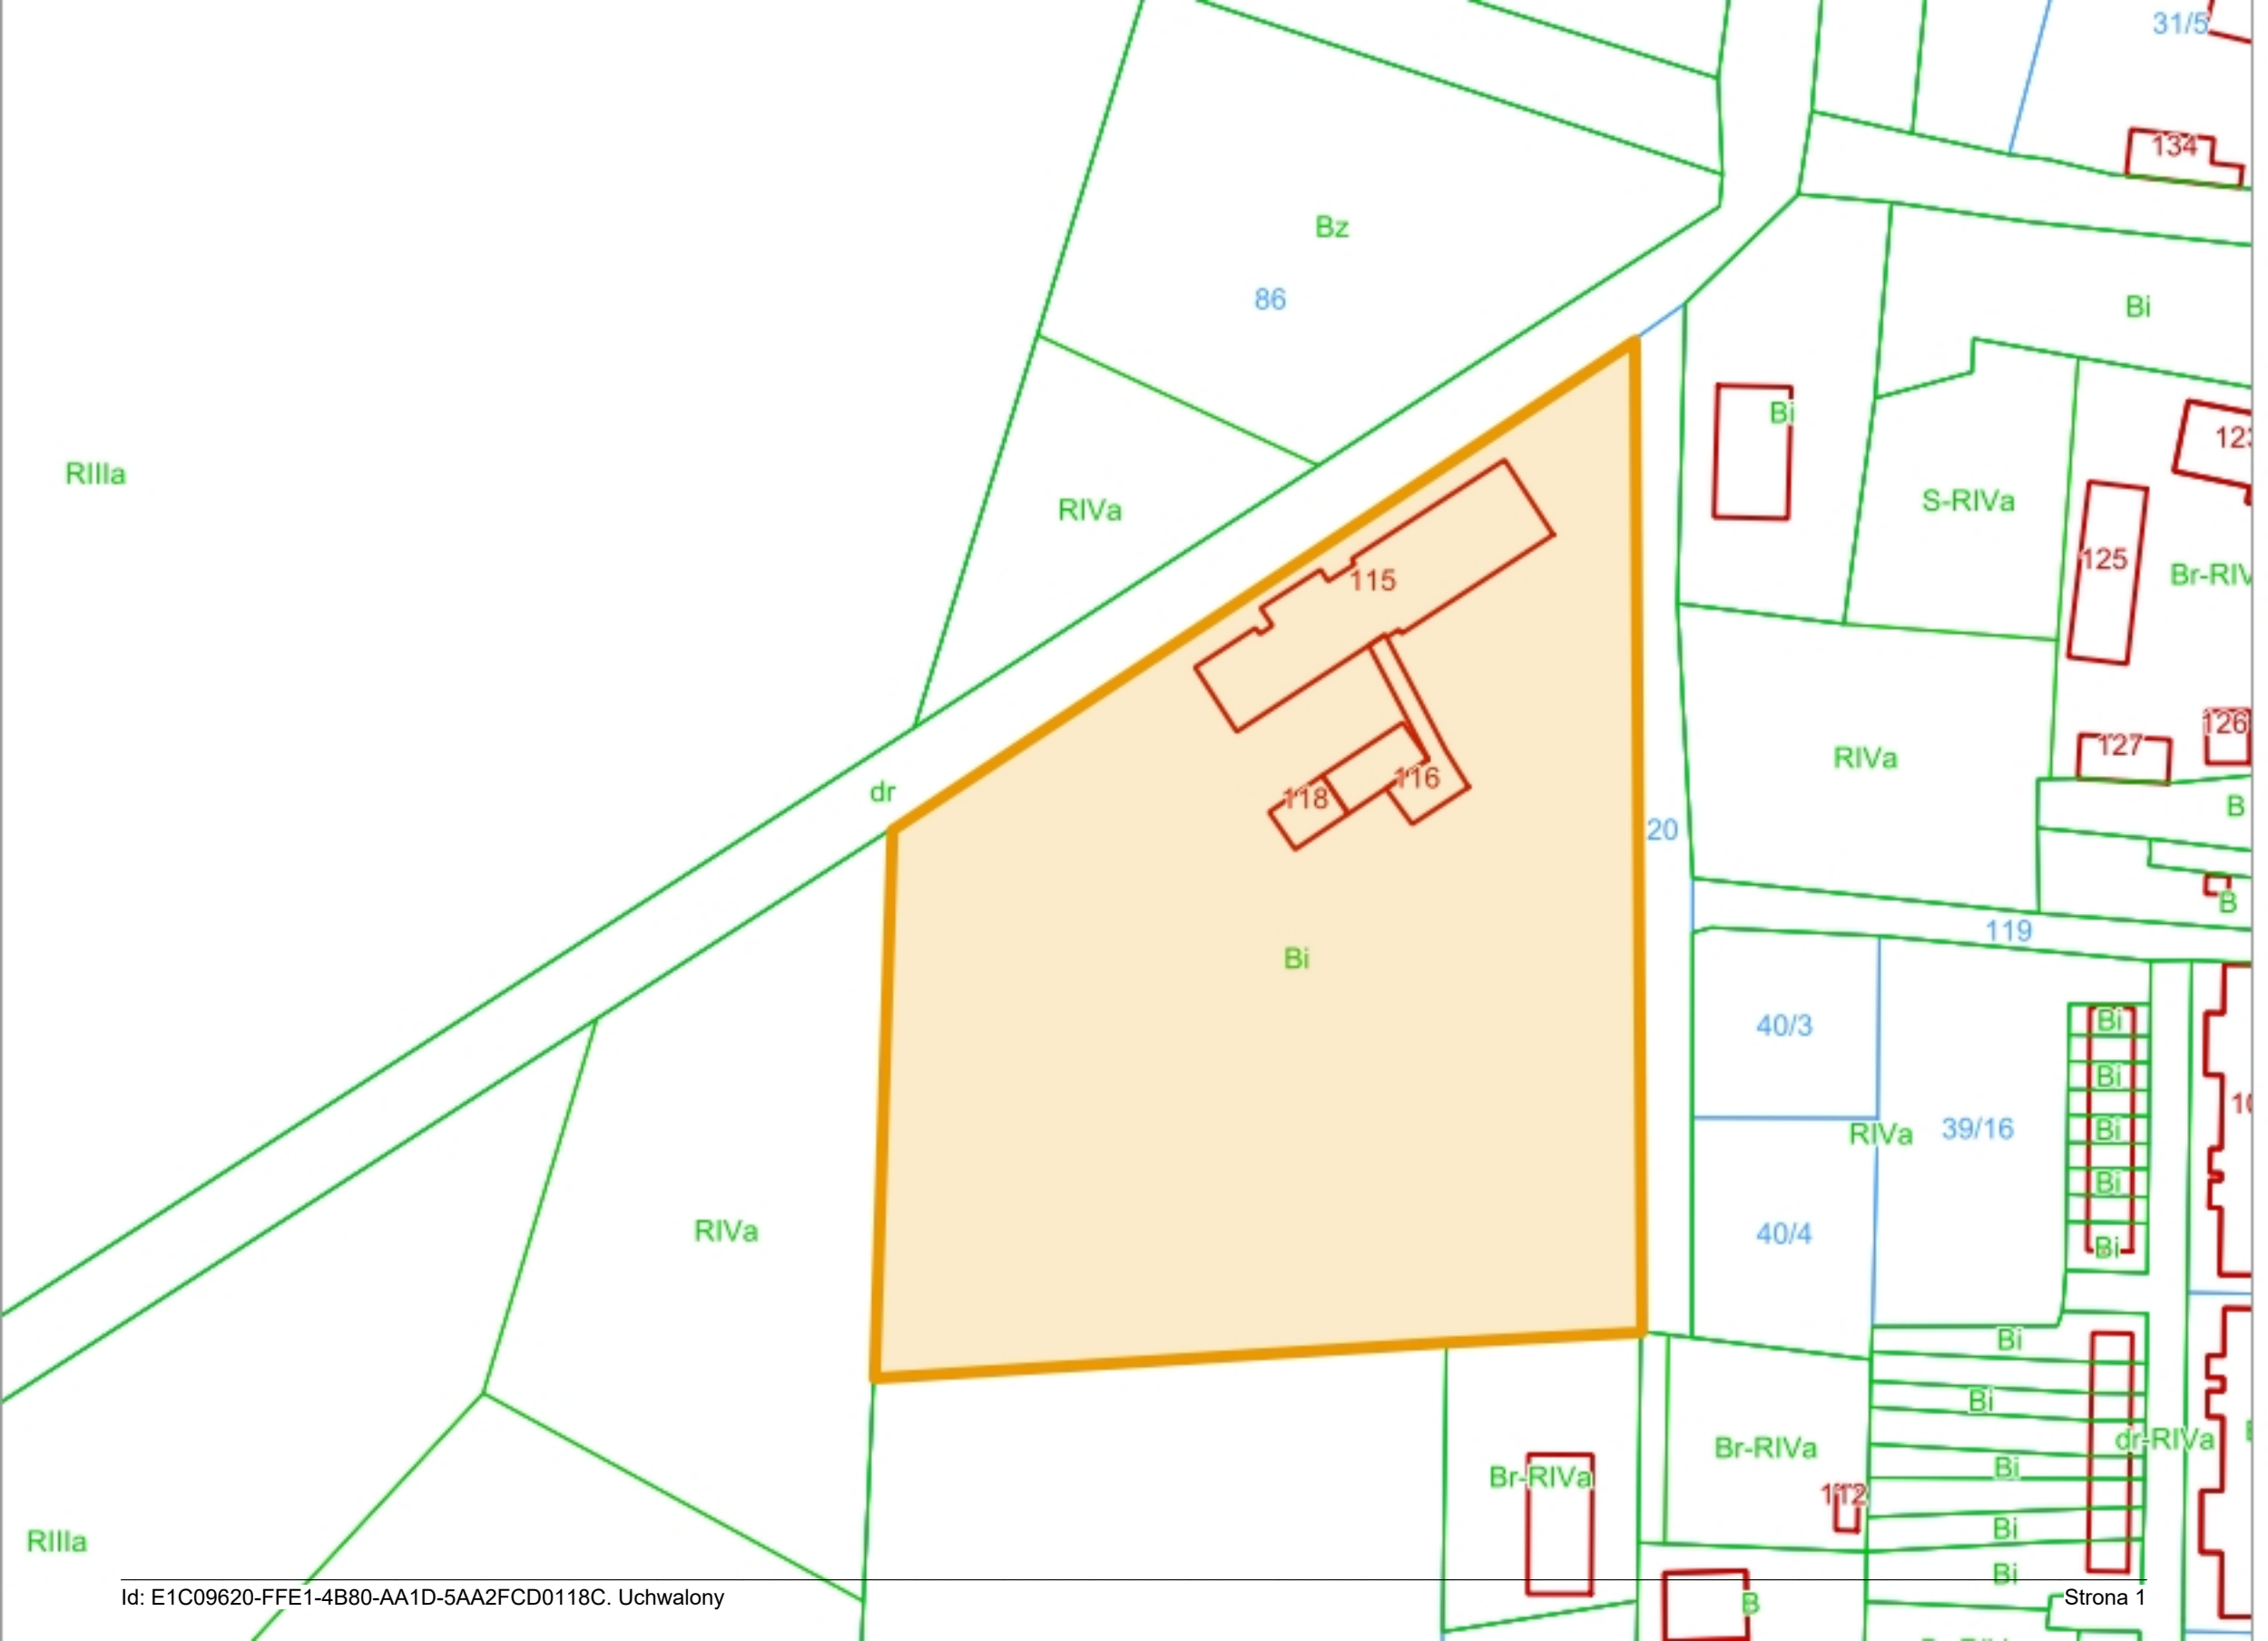 31/5
134
Bz
86
Bi
Bi
RIIIa
RIVa
S-RIVa
125
Br-RIV
115
126
127
RIVa
116
118
dr
20
B
B
119
Bi
40/3
Bi
Bi
39/16
Bi
RIVa
Bi
40/4
RIVa
Bi
Bi
Bi
dr-RIVa
Br-RIVa
Bi
Br-RIVa
112
Bi
RIIIa
Bi
B
Id: E1C09620-FFE1-4B80-AA1D-5AA2FCD0118C. Uchwalony
Strona 1